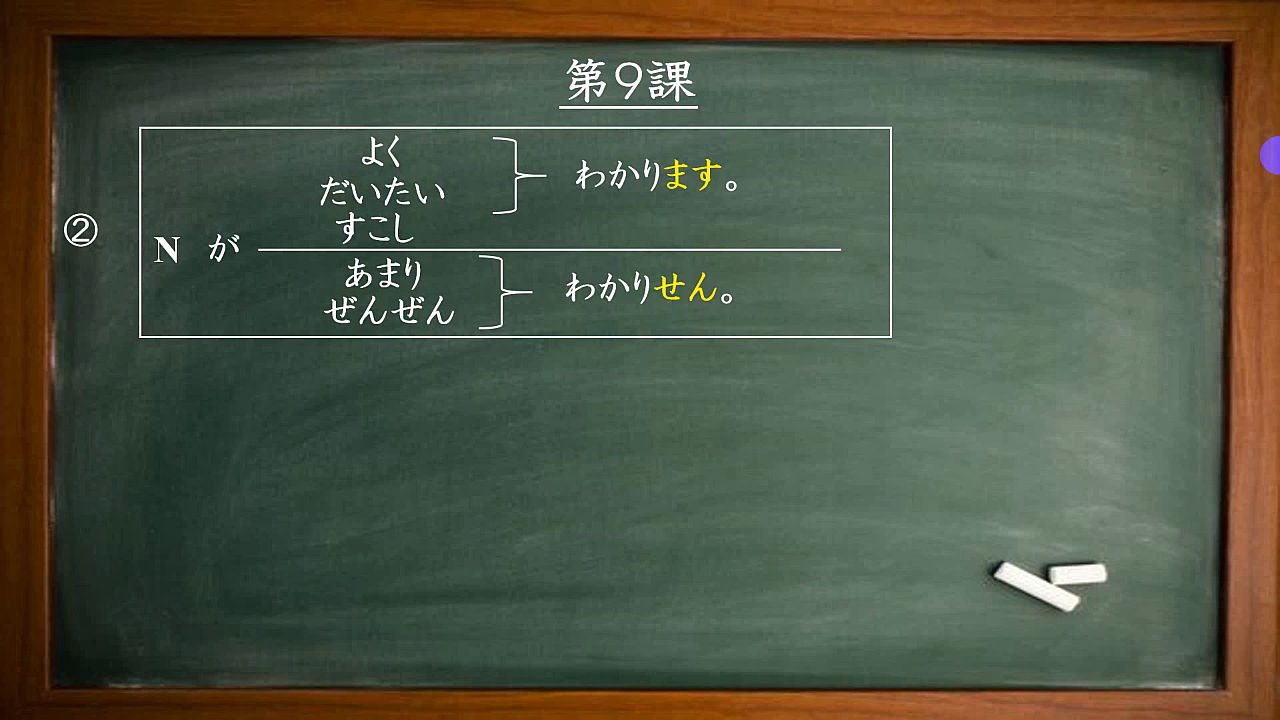 第9課
②
N が
よく
だいたい
すこし
わかります。
あまり
ぜんぜん
わかりせん。